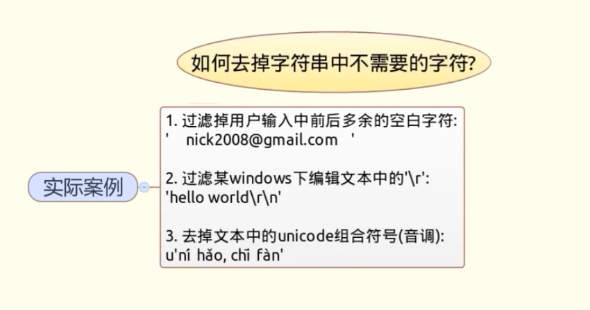 如何去掉字符串中不需要的字符?
实际案例
1. 过滤掉用户输入中前后多余的空白字符:
'    nick2008@gmail.com   '
2. 过滤某windows下编辑文本中的'\r':
'hello world\r\n'
3. 去掉文本中的unicode组合符号(音调):
u'ní hǎo, chī fàn'